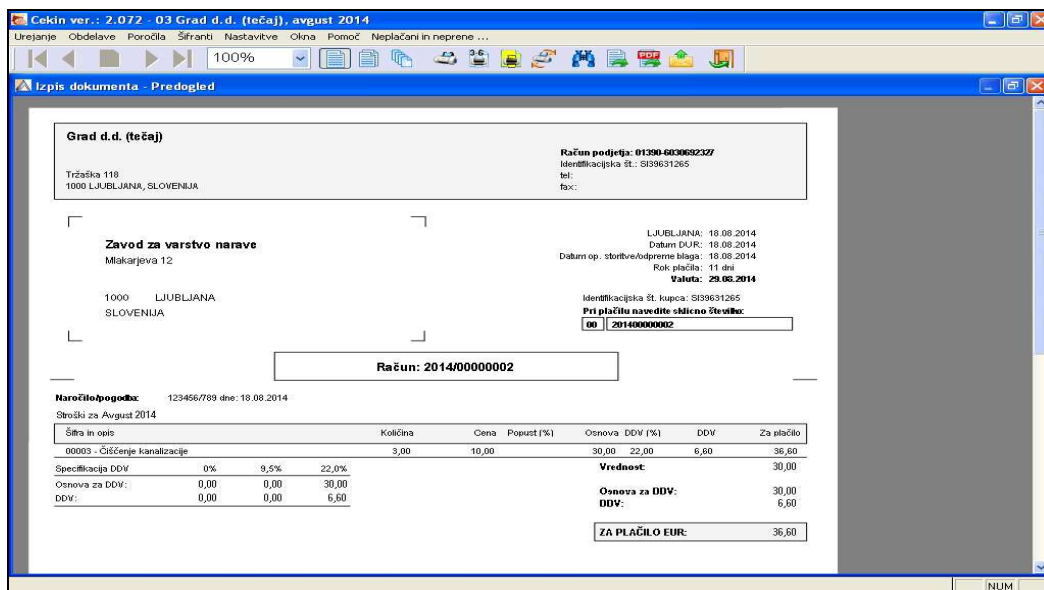 Cekin ver.: 2.072 - 03 Grad d.d. (tečaj), avgust 2014
Urejanje Obdelave Poročila Šifranti Nastavitve Okna Pomoč Neplačani in neprene ...
100%
Izpis dokumenta - Predogled
Grad d.d. (tečaj)
Račun podjetja: 01390-6030692327
Identifikacijska št.: SI39631265
Tržaška 118
tel:
1000 LJUBLJANA, SLOVENIJA
fax:
LJUBLJANA: 18.08.2014
Zavod za varstvo narave
Datum DUR: 18.08.2014
Mlakarjeva 12
Datum op. storitve/odpreme blaga: 18.08.2014
Rok plačila: 11 dni
Valuta: 29.08.2014
1000 LJUBLJANA
Identifikacijska št. kupca: SI39631265
SLOVENIJA
Pri plačilu navedite sklicno številko:
00 201400000002
Račun: 2014/00000002
Naročilo/pogodba: 123456/789 dne: 18.08.2014
Stroški za Avgust 2014
Šifra in opis Količina Cena Popust (%) Osnova DDV (%) DDV Za plačilo
00003 - Čiščenje kanalizacije 3,00 10,00 30,00 22,00 6,60 36,60
Specifikacija DDV 0% 9,5% 22,0% Vrednost: 30,00
Osnova za DDV: 0,00 0,00 30,00 Osnova za DDV: 30,00
DDV: 0,00 0,00 6,60 DDV: 6,60
ZA PLAČILO EUR: 36,60
NUM